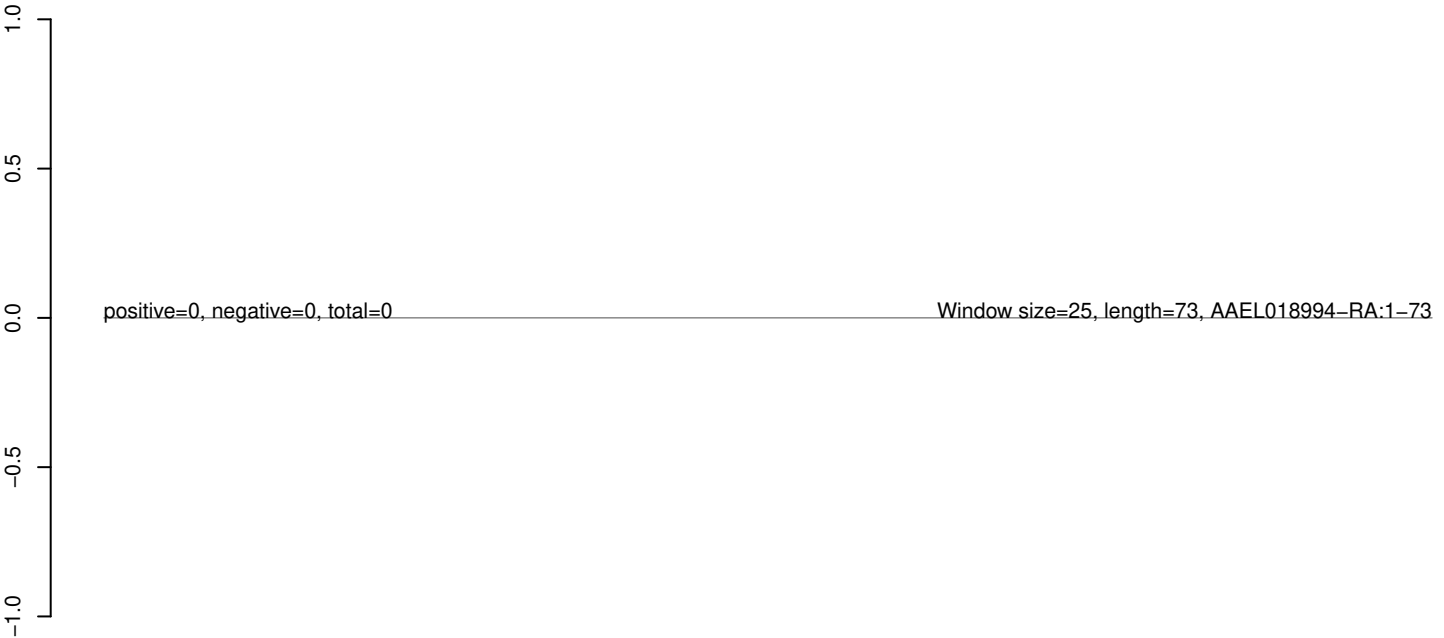 1.0
0.5
0.0
−0.5
−1.0
positive=0, negative=0, total=0
Window size=25, length=73, AAEL018994−RA:1−73